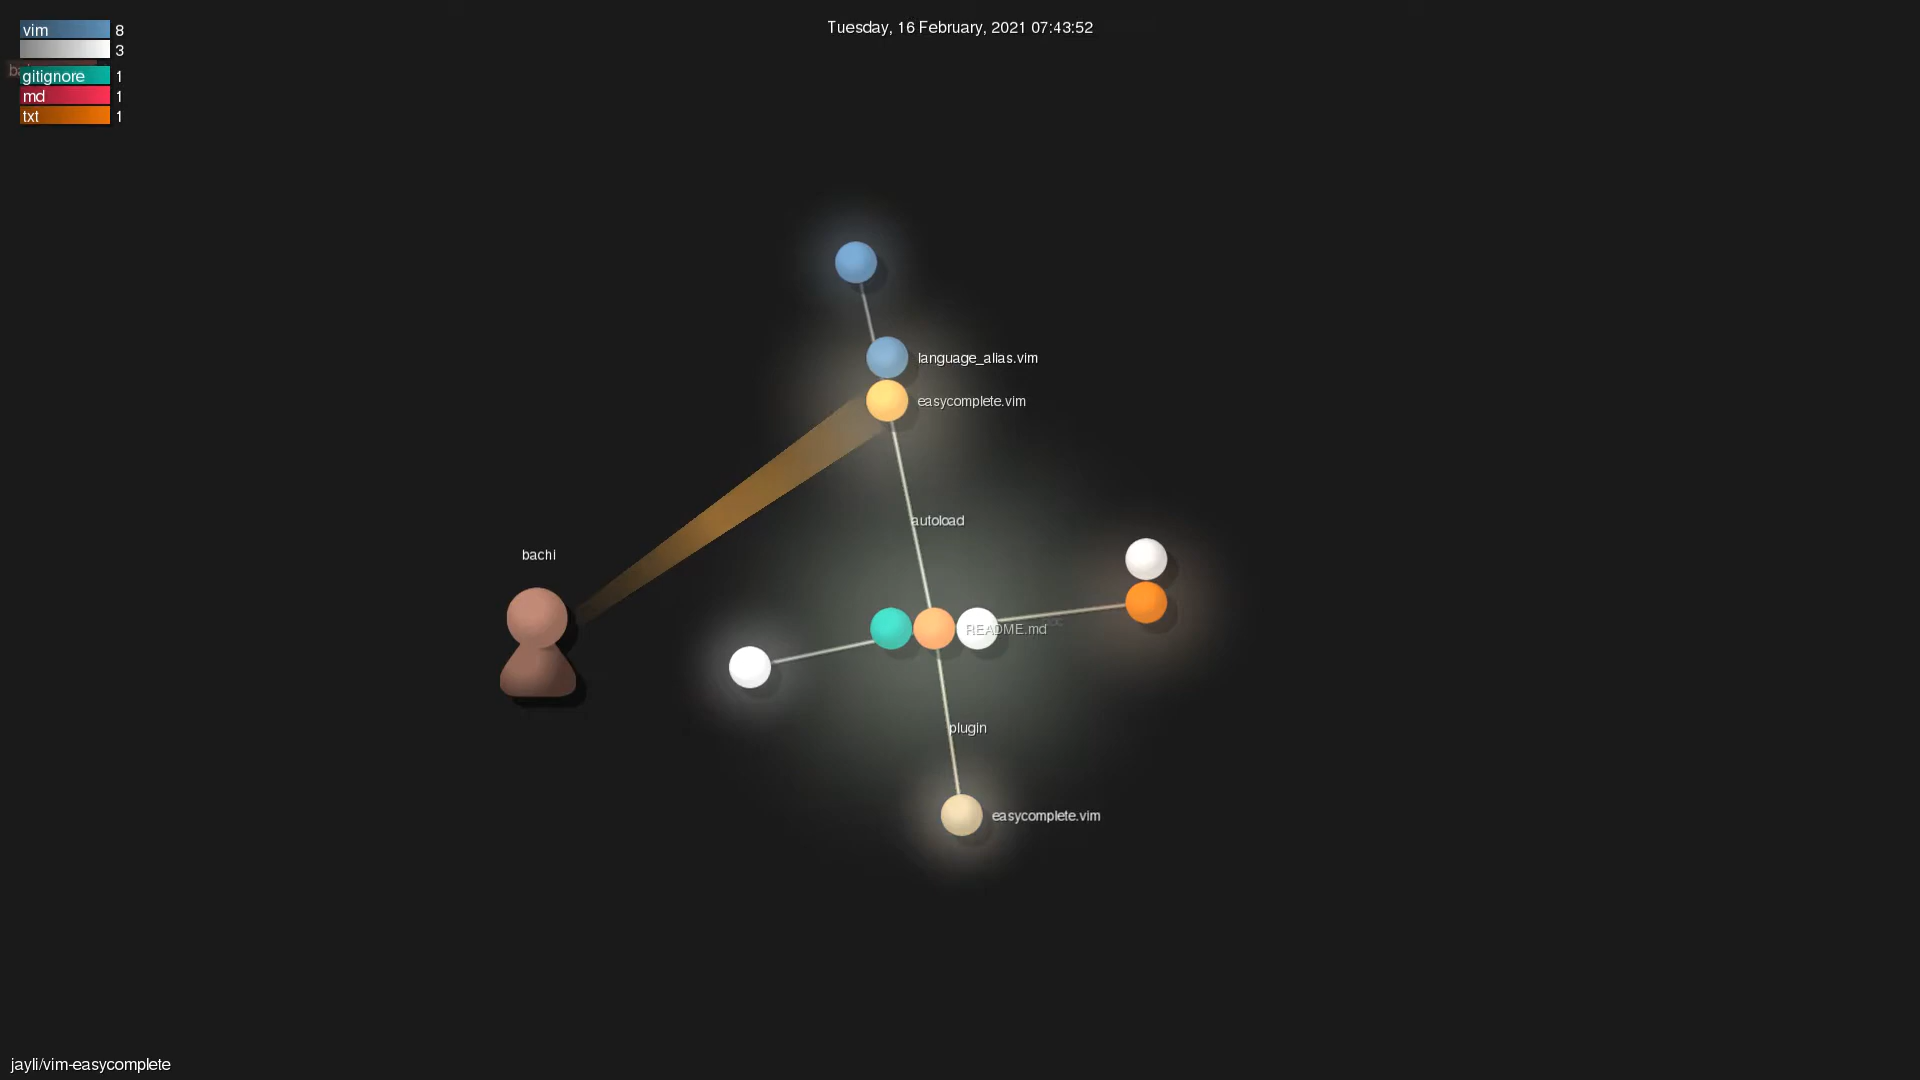 Tuesday, 16 February, 2021 07:43:52
vim 8
3
gitignore 1
md 1
txt 1
language_alias.vim
easycomplete.vim
autoload
bachi
README.md
plugin
easycomplete.vim
jayli/vim-easycomplete